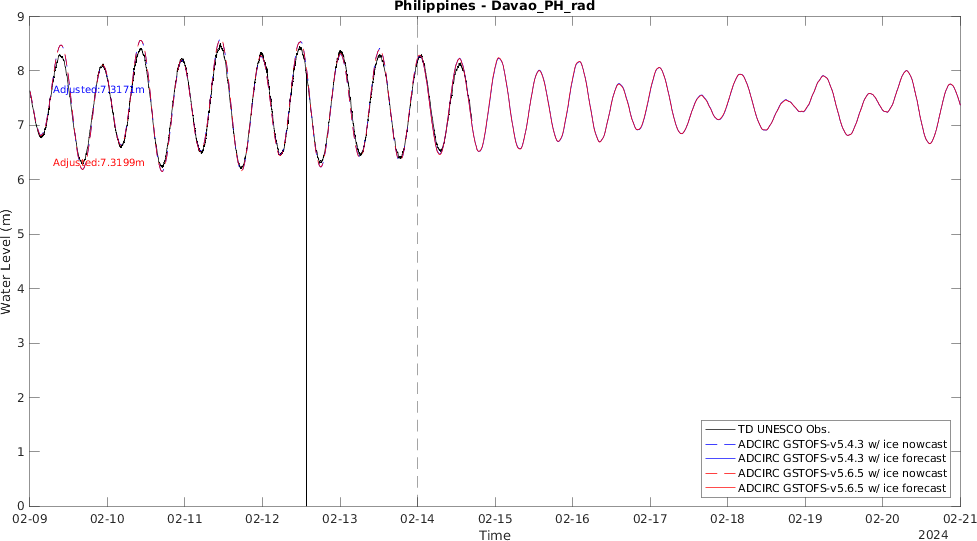 Philippines - Davao_PH_rad
9
8
7
6
5
4
3
2
1
0
Water Level (m)
Adjusted:7.3171m
Adjusted:7.3199m
TD UNESCO Obs.
ADCIRC GSTOFS-v5.4.3 w/ ice nowcast
ADCIRC GSTOFS-v5.4.3 w/ ice forecast
ADCIRC GSTOFS-v5.6.5 w/ ice nowcast
ADCIRC GSTOFS-v5.6.5 w/ ice forecast
02-09 02-10 02-11 02-12 02-13 02-14 02-15 02-16 02-17 02-18 02-19 02-20 02-21
Time
2024